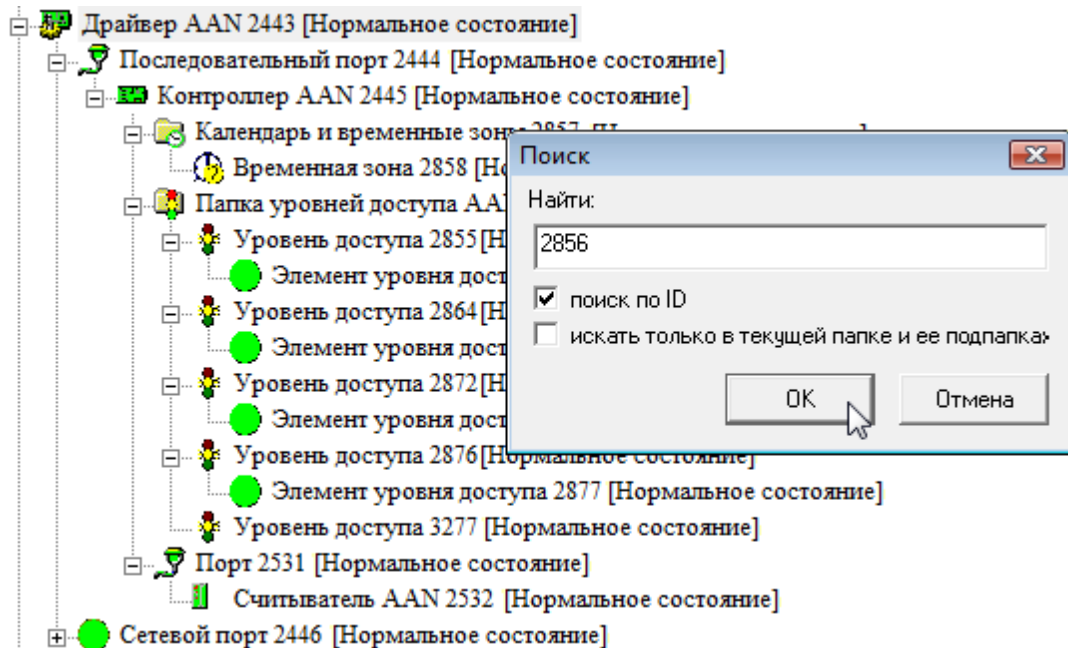 Драйвер AAN 2443 [Нормальное состояние]
Последовательный порт 2444 [Нормальное состояние]
Контроллер AAN 2445 [Нормальное состояние]
Календарь и временные зоны 2857
Временная зона 2858 [Но
Папка уровней доступа AA
Уровень доступа 2855[Н
Элемент уровня дост
Уровень доступа 2864[Н
Элемент уровня дост
Уровень доступа 2872[Н
Элемент уровня дост
Уровень доступа 2876[Нормальное состояние]
Элемент уровня доступа 2877 [Нормальное состояние]
Уровень доступа 3277 [Нормальное состояние]
Порт 2531 [Нормальное состояние]
Считыватель AAN 2532 [Нормальное состояние]
Сетевой порт 2446 [Нормальное состояние]
Поиск
Найти:
2856
поиск по ID
искать только в текущей папке и ее подпапка
OK
Отмена